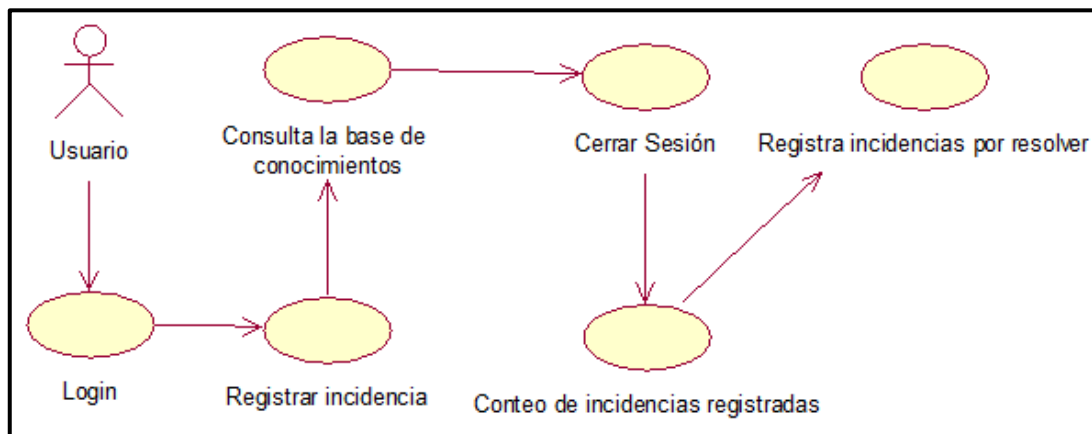 Usuario
Consulta la base de
conocimientos
Cerrar Sesión
Registra incidencias por resolver
Login
Registrar incidencia
Conteo de incidencias registradas